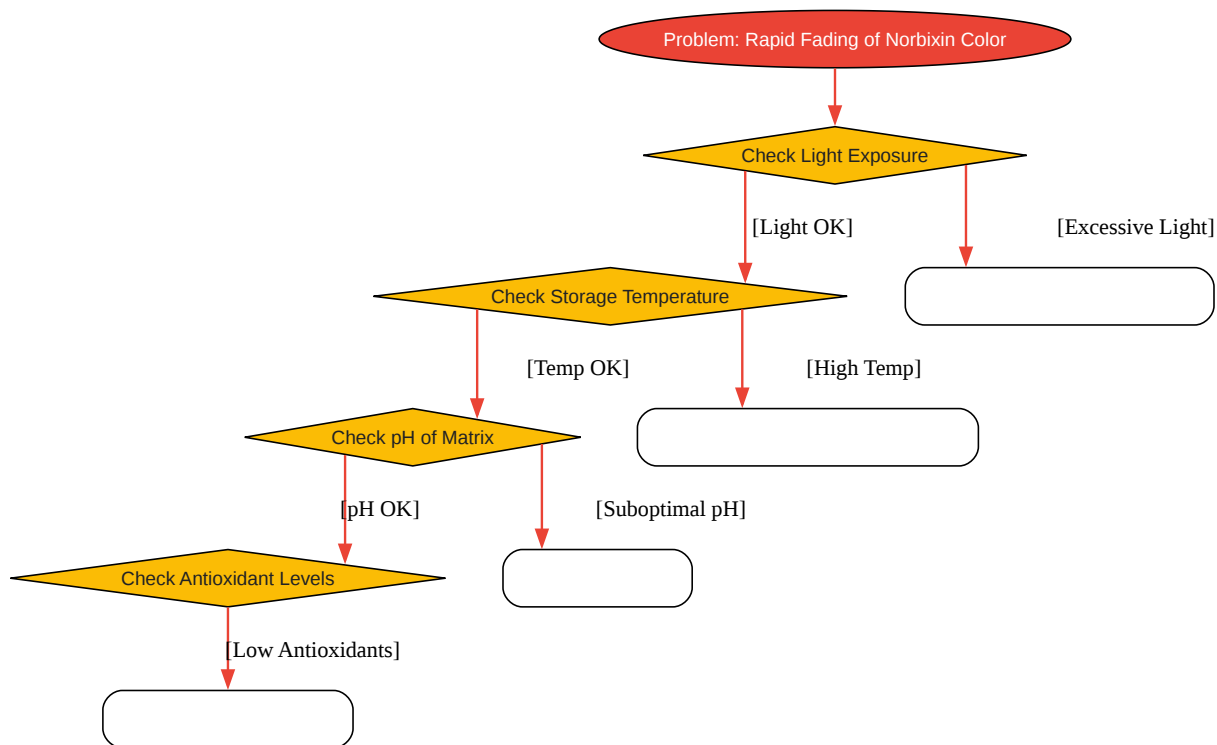 Problem: Rapid Fading of Norbixin Color
Check Light Exposure
[Light OK]
[Excessive Light]
Check Storage Temperature
[Temp OK]
[High Temp]
Check pH of Matrix
[pH OK]
[Suboptimal pH]
Check Antioxidant Levels
[Low Antioxidants]